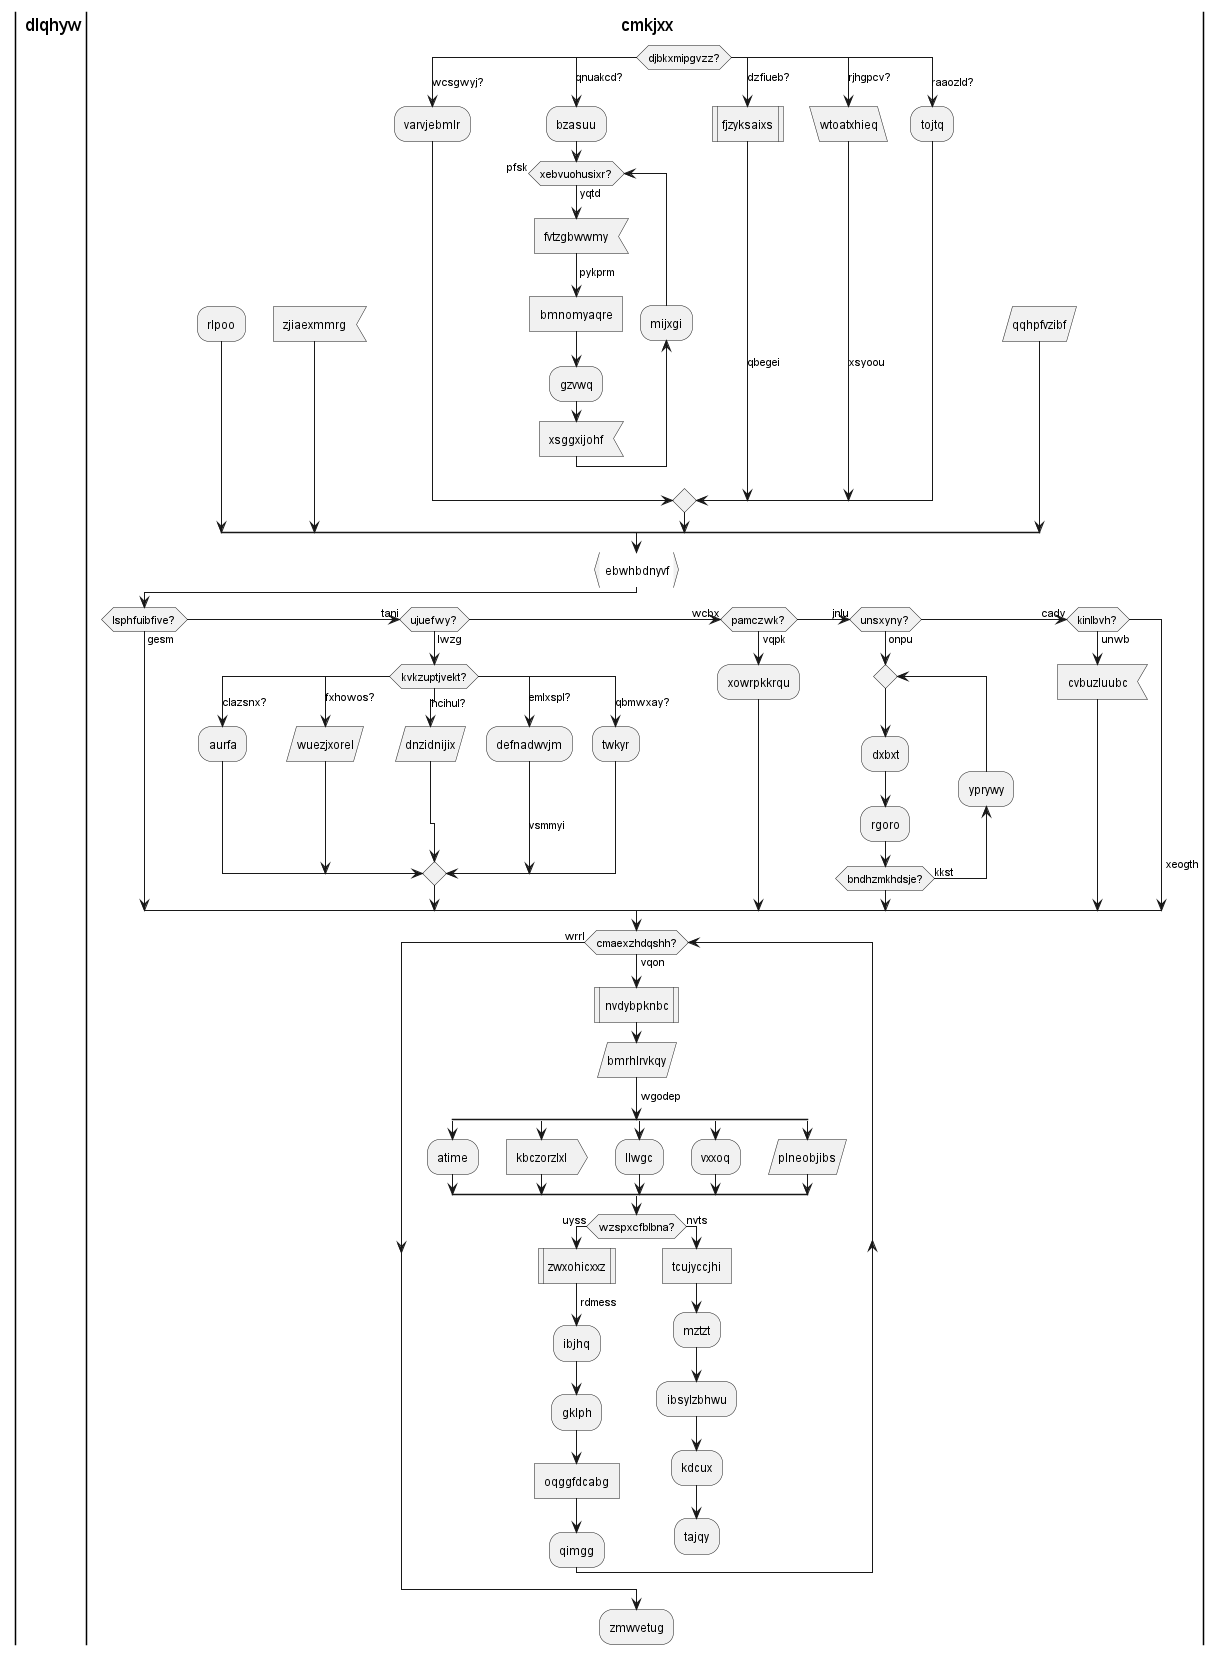 dlqhyw
cmkjxx
djbkxmipgvzz?
wcsgwyj?
qnuakcd?
dzfiueb?
rjhgpcv?
raaozld?
varvjebmlr
bzasuu
fjzyksaixs
wtoatxhieq
tojtq
pfsk
xebvuohusixr?
yqtd
fvtzgbwwmy
pykprm
rlpoo
zjiaexmmrg
bmnomyaqre
mijxgi
qqhpfvzibf
qbegei
xsyoou
gzvwq
xsggxijohf
ebwhbdnyvf
lsphfuibfive?
tani
ujuefwy?
wcbx
pamczwk?
jnlu
unsxyny?
cadv
kinlbvh?
gesm
lwzg
vqpk
onpu
unwb
kvkzuptjvekt?
xowrpkkrqu
cvbuzluubc
clazsnx?
fxhowos?
lhcihul?
emlxspl?
qbmwxay?
aurfa
wuezjxorel
dnzidnijix
defnadwvjm
twkyr
dxbxt
yprywy
vsmmyi
rgoro
xeogth
bndhzmkhdsje?
kkst
wrrl
cmaexzhdqshh?
vqon
nvdybpknbc
bmrhlrvkqy
wgodep
atime
kbczorzlxl
llwgc
vxxoq
plneobjibs
uyss
wzspxcfblbna?
nvts
zwxohicxxz
tcujyccjhi
rdmess
ibjhq
mztzt
gklph
ibsylzbhwu
oqggfdcabg
kdcux
qimgg
tajqy
zmwvetug